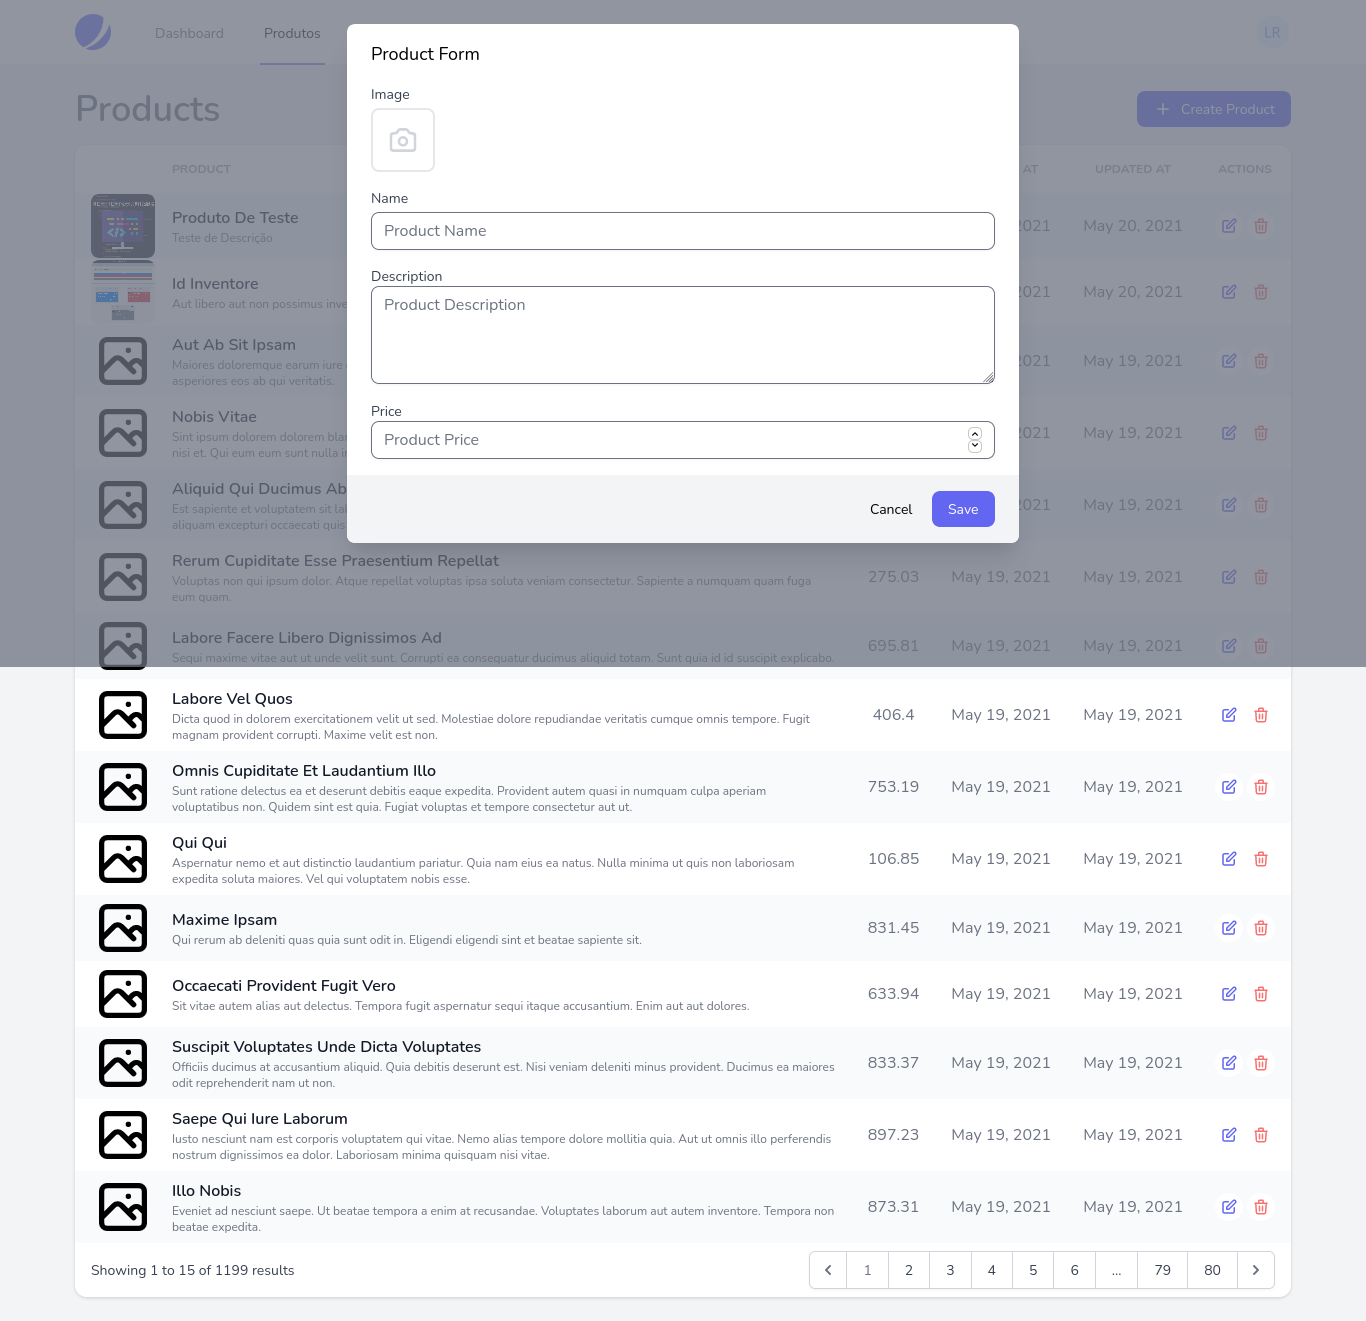 Dashboard
Produtos
LR
Products
Create Product
Product Form
Image
Name
Product Name
Description
Product Description
Price
Product Price
Cancel
Save
PRODUCT
AT
UPDATED AT
ACTIONS
Produto De Teste
Teste de Descrição
2021
May 20, 2021
Id Inventore
Aut libero aut non possimus inve
2021
May 20, 2021
Aut Ab Sit Ipsam
Maiores doloremque earum iure
asperiores eos ab qui veritatis.
2021
May 19, 2021
Nobis Vitae
Sint ipsum dolorem dolorem blan
nisi et. Qui eum eum sunt nulla i
2021
May 19, 2021
Aliquid Qui Ducimus Ab
Est sapiente et voluptatem sit la
aliquam excepturi occaecati quis
2021
May 19, 2021
Rerum Cupiditate Esse Praesentium Repellat
Voluptas non qui ipsum dolor. Atque repellat voluptas ipsa soluta veniam consectetur. Sapiente a numquam quam fuga
eum quam.
275.03
May 19, 2021
May 19, 2021
Labore Facere Libero Dignissimos Ad
Sequi maxime vitae aut ut unde velit sunt. Corrupti ea consequatur ducimus aliquid totam. Sunt quia id id suscipit explicabo.
695.81
May 19, 2021
May 19, 2021
Labore Vel Quos
Dicta quod in dolorem exercitationem velit ut sed. Molestiae dolore repudiandae veritatis cumque omnis tempore. Fugit
magnam provident corrupti. Maxime velit est non.
406.4
May 19, 2021
May 19, 2021
Omnis Cupiditate Et Laudantium Illo
Sunt ratione delectus ea et deserunt debitis eaque expedita. Provident autem quasi in numquam culpa aperiam
voluptatibus non. Quidem sint est quia. Fugiat voluptas et tempore consectetur aut ut.
753.19
May 19, 2021
May 19, 2021
Qui Qui
Aspernatur nemo et aut distinctio laudantium pariatur. Quia nam eius ea natus. Nulla minima ut quis non laboriosam
expedita soluta maiores. Vel qui voluptatem nobis esse.
106.85
May 19, 2021
May 19, 2021
Maxime Ipsam
Qui rerum ab deleniti quas quia sunt odit in. Eligendi eligendi sint et beatae sapiente sit.
831.45
May 19, 2021
May 19, 2021
Occaecati Provident Fugit Vero
Sit vitae autem alias aut delectus. Tempora fugit aspernatur sequi itaque accusantium. Enim aut aut dolores.
633.94
May 19, 2021
May 19, 2021
Suscipit Voluptates Unde Dicta Voluptates
Officiis ducimus at accusantium aliquid. Quia debitis deserunt est. Nisi veniam deleniti minus provident. Ducimus ea maiores
odit reprehenderit nam ut non.
833.37
May 19, 2021
May 19, 2021
Saepe Qui Iure Laborum
Iusto nesciunt nam est corporis voluptatem qui vitae. Nemo alias tempore dolore mollitia quia. Aut ut omnis illo perferendis
nostrum dignissimos ea dolor. Laboriosam minima quisquam nisi vitae.
897.23
May 19, 2021
May 19, 2021
Illo Nobis
Eveniet ad nesciunt saepe. Ut beatae tempora a enim at recusandae. Voluptates laborum aut autem inventore. Tempora non
beatae expedita.
873.31
May 19, 2021
May 19, 2021
Showing 1 to 15 of 1199 results
1 2 3 4 5 6 ... 79 80